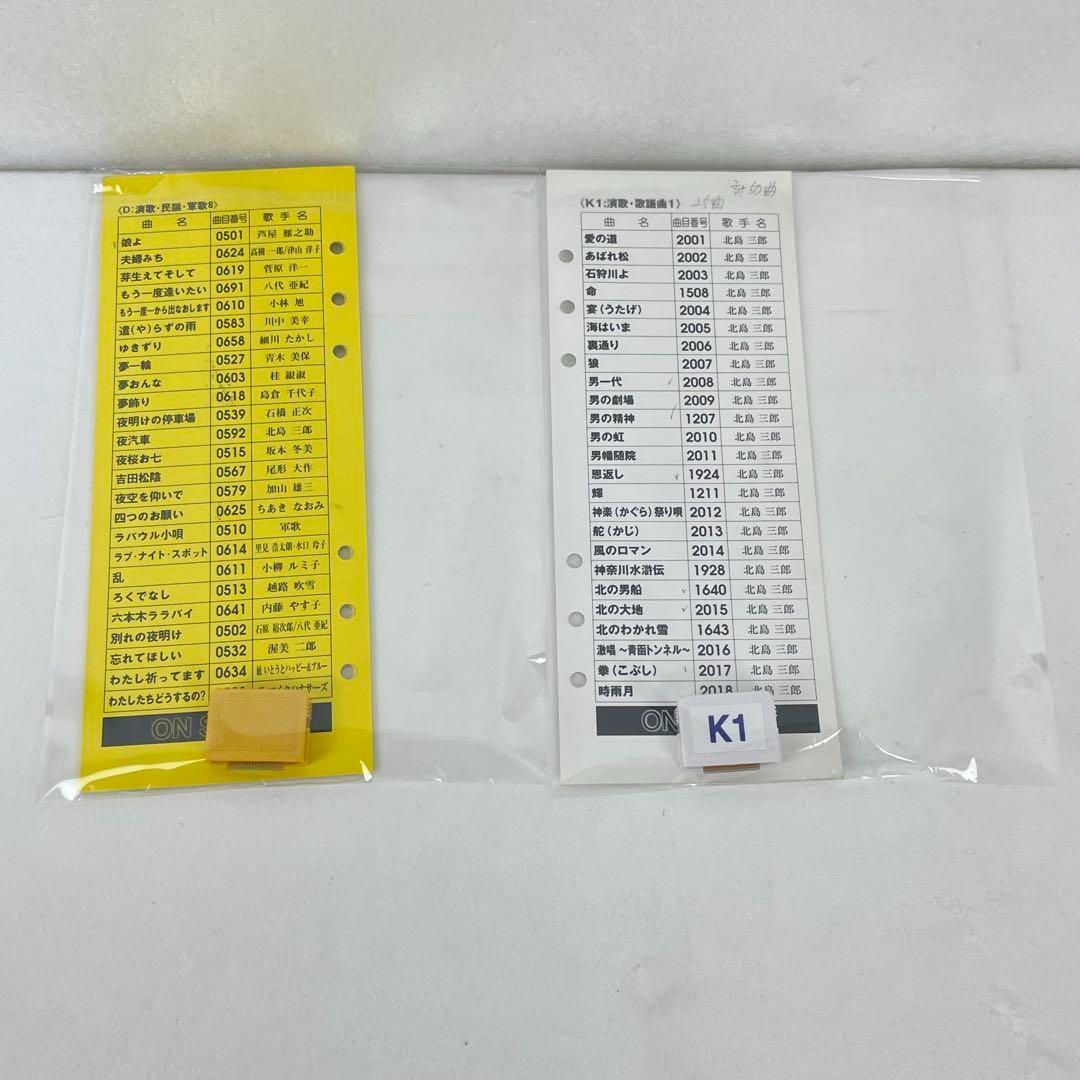 《D:演歌・民謡・軍歌8》
曲 名 曲目番号 歌 手 名
娘よ 0501 芦屋 雁之助
夫婦みち 0624 高樹 一郎/津山 洋子
芽生えてそして 0619 菅原 洋一
もう一度逢いたい 0691 八代 亜紀
もう一度一から出なおします 0610 小林 旭
遣(や)らずの雨 0583 川中 美幸
ゆきずり 0658 細川 たかし
夢一輪 0527 青木 美保
夢おんな 0603 桂 銀淑
夢飾り 0618 島倉 千代子
夜明けの停車場 0539 石橋 正次
夜汽車 0592 北島 三郎
夜桜お七 0515 坂本 冬美
吉田松陰 0567 尾形 大作
夜空を仰いで 0579 加山 雄三
四つのお願い 0625 ちあき なおみ
ラバウル小唄 0510 軍歌
ラブ・ナイト・スポット 0614 里見 浩太朗・水口 玲子
乱 0611 小柳 ルミ子
ろくでなし 0513 越路 吹雪
六本木ララバイ 0641 内藤 やす子
別れの夜明け 0502 石原 裕次郎/八代 亜紀
忘れてほしい 0532 渥美 二郎
わたし祈ってます 0634 敏いとうとハッピー&ブルー
わたしたちどうするの?
ON S NO
《K1:演歌・歌謡曲1》 25曲 計50曲
曲 名 曲目番号 歌 手 名
愛の道 2001 北島 三郎
あばれ松 2002 北島 三郎
石狩川よ 2003 北島 三郎
命 1508 北島 三郎
宴(うたげ) 2004 北島 三郎
海はいま 2005 北島 三郎
裏通り 2006 北島 三郎
狼 2007 北島 三郎
男一代 2008 北島 三郎
男の劇場 2009 北島 三郎
男の精神 1207 北島 三郎
男の虹 2010 北島 三郎
男幡随院 2011 北島 三郎
恩返し 1924 北島 三郎
輝 1211 北島 三郎
神楽(かぐら)祭り唄 2012 北島 三郎
舵(かじ) 2013 北島 三郎
風のロマン 2014 北島 三郎
神奈川水滸伝 1928 北島 三郎
北の男船 1640 北島 三郎
北の大地 2015 北島 三郎
北のわかれ雪 1643 北島 三郎
激唱 〜青函トンネル〜 2016 北島 三郎
拳(こぶし) 2017 北島 三郎
時雨月 2018 北島 三郎
ON
K1